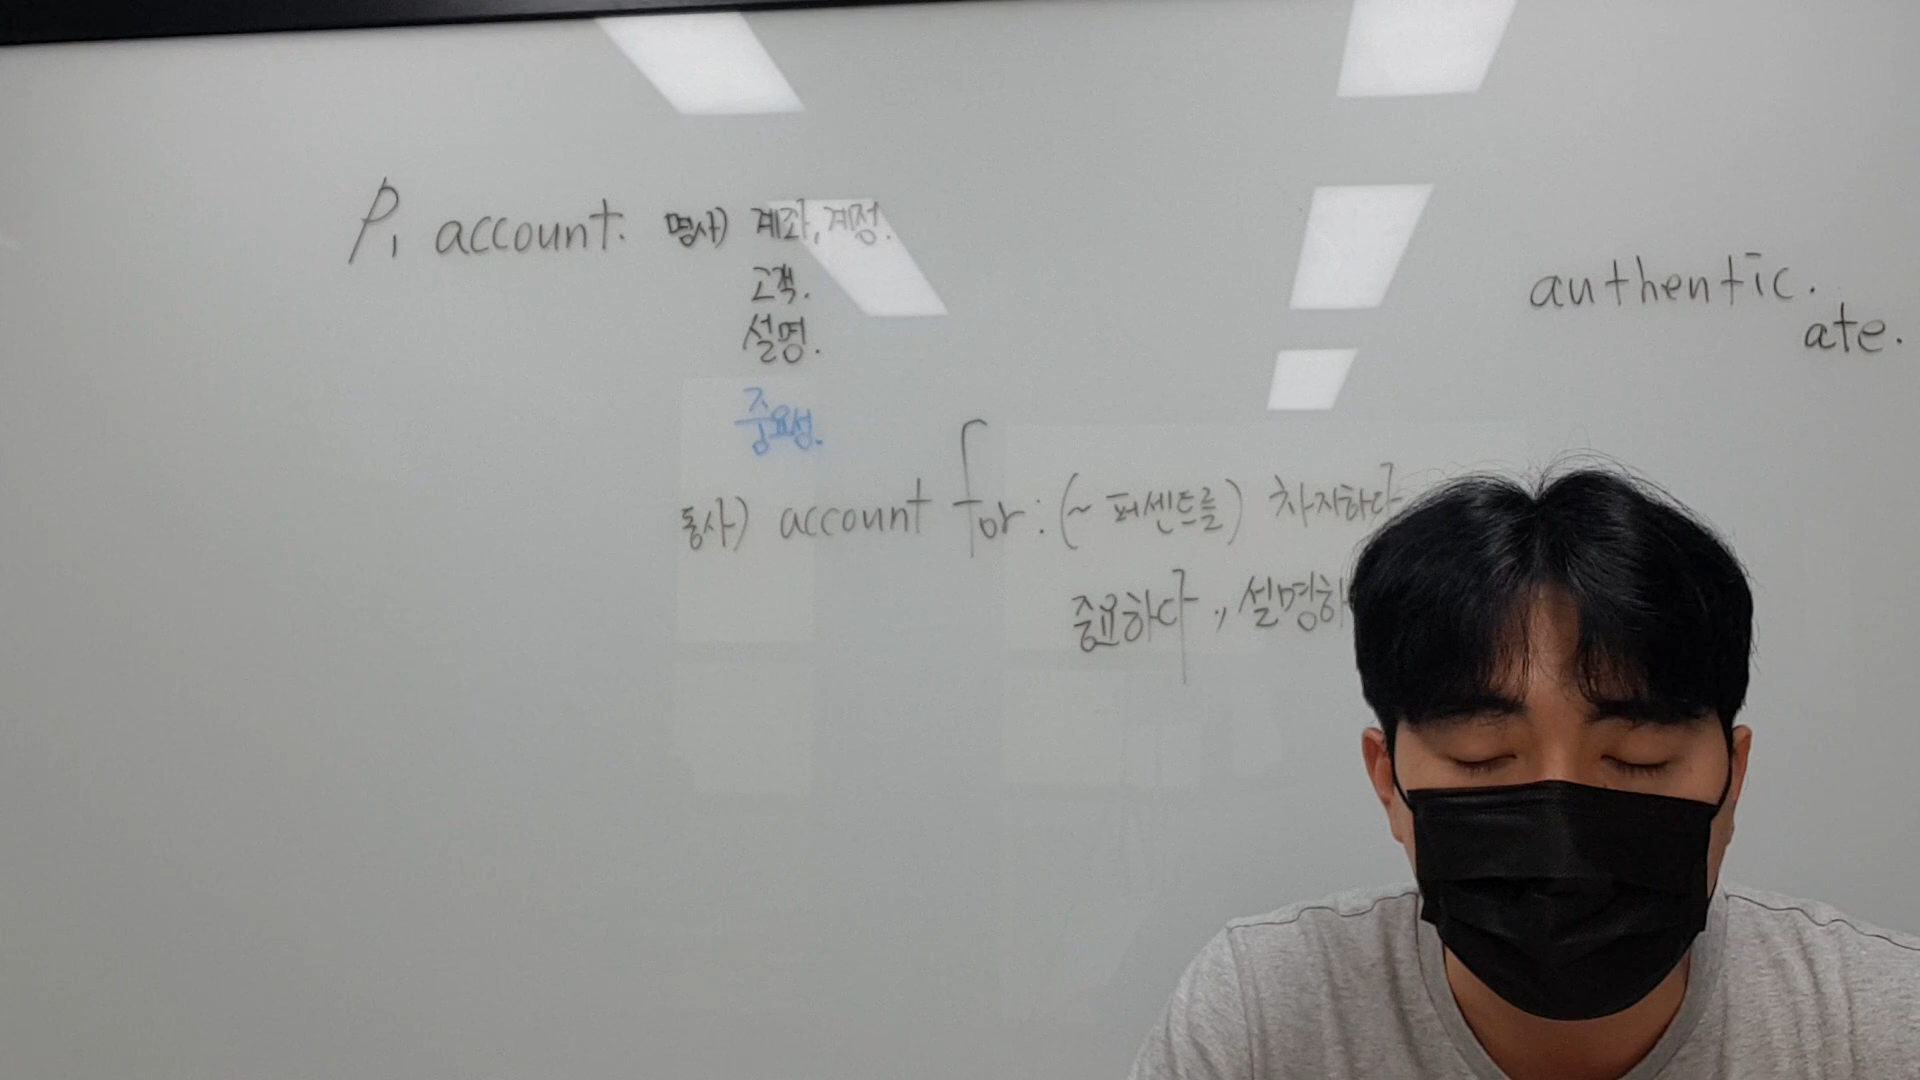 P, account. 명사) 계좌, 계정.
고객.
설명.
중요성.
동사) account for : (~ 퍼센트를) 차지하다
중요하다, 설명하
authentic.
ate.